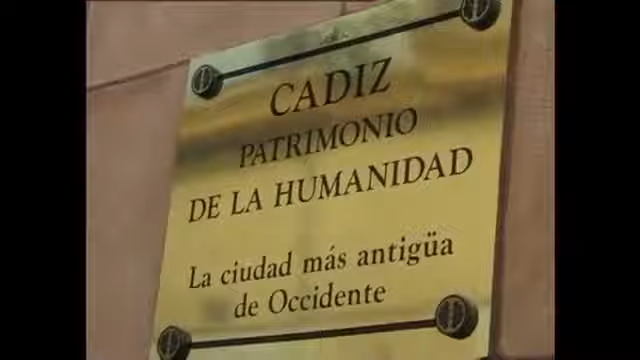 CADIZ
PATRIMONIO
DE LA HUMANIDAD
La ciudad más antigüa
de Occidente